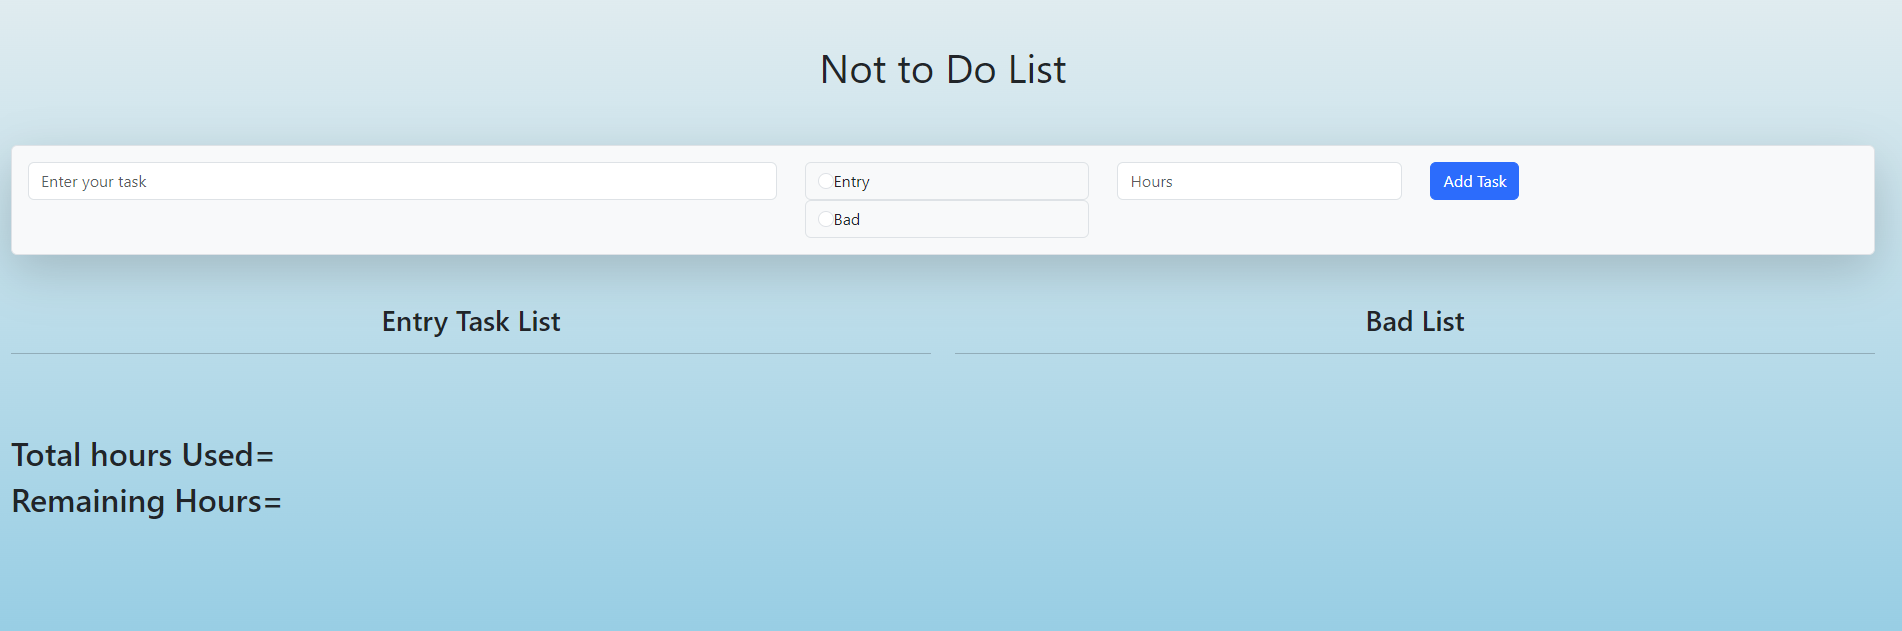 Not to Do List
Enter your task
Entry
Bad
Hours
Add Task
Entry Task List
Bad List
Total hours Used=
Remaining Hours=